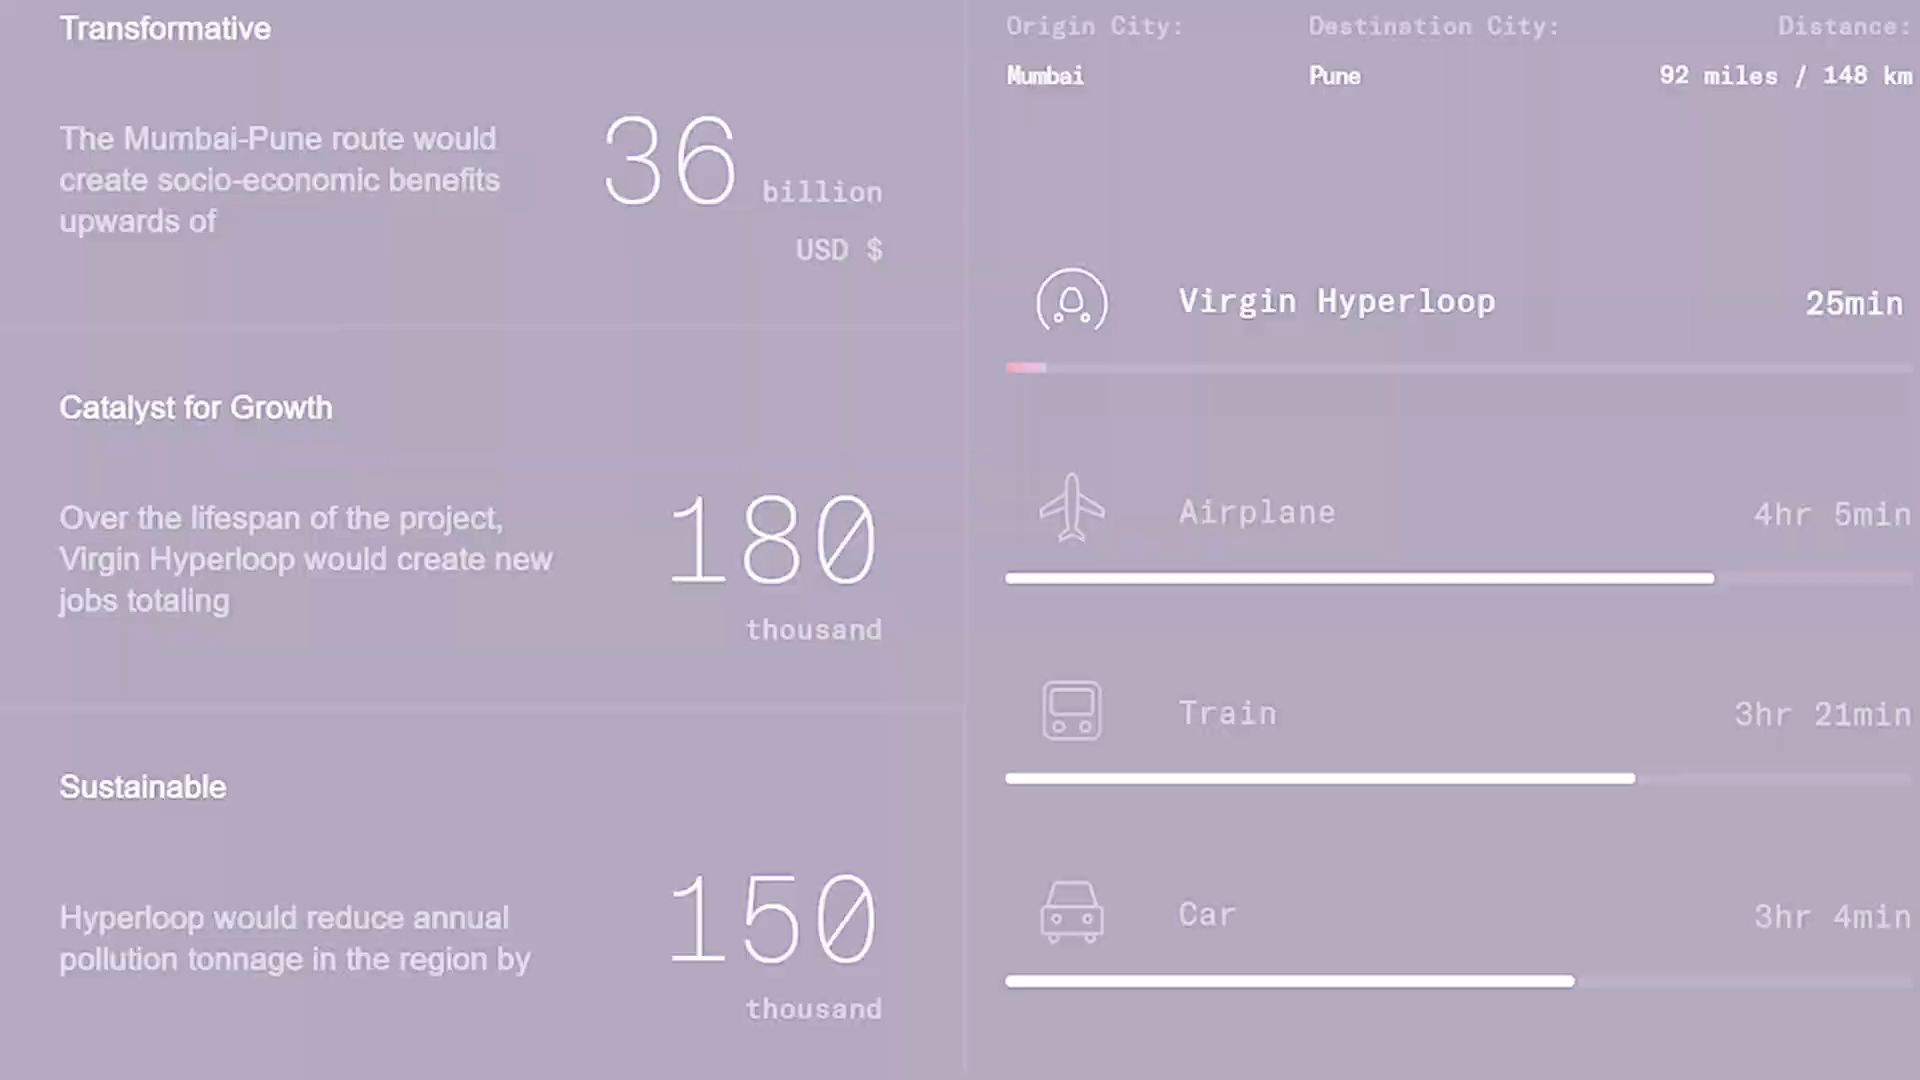 Transformative
The Mumbai-Pune route would
create socio-economic benefits
upwards of
36 billion
USD $
Catalyst for Growth
Over the lifespan of the project,
Virgin Hyperloop would create new
jobs totaling
180
thousand
Sustainable
Hyperloop would reduce annual
pollution tonnage in the region by
150
thousand
Origin City: Destination City: Distance:
Mumbai Pune 92 miles / 148 km
Virgin Hyperloop 25min
Airplane 4hr 5min
Train 3hr 21min
Car 3hr 4min